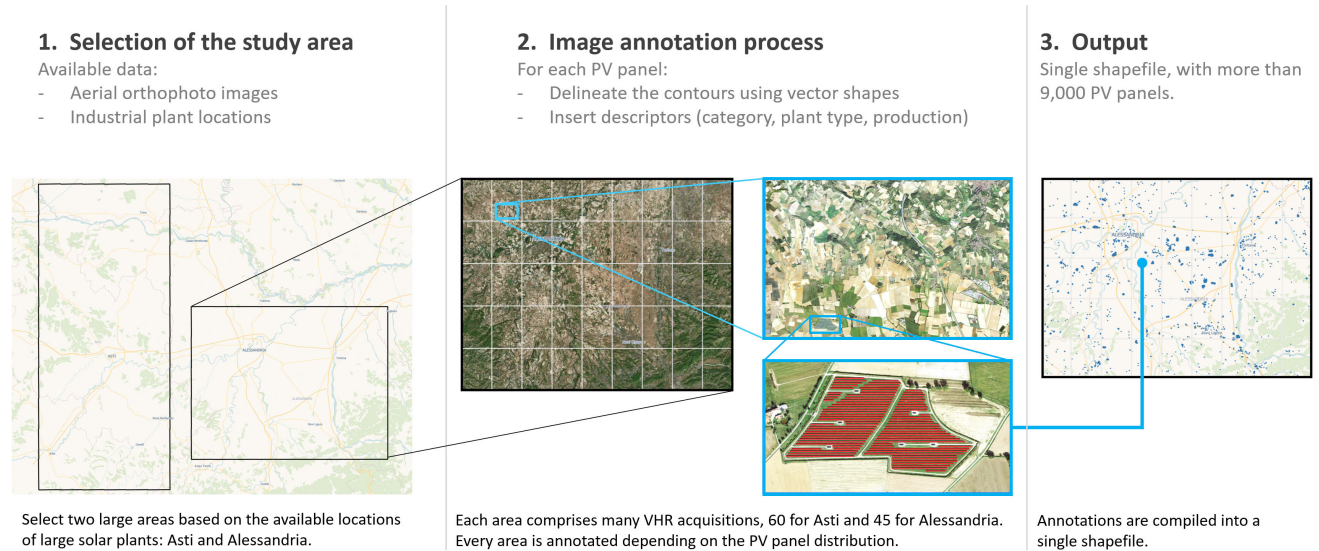 1. Selection of the study area
Available data:
- Aerial orthophoto images
- Industrial plant locations
ASTI
ALESSANDRIA
ALESSANDRIA
Select two large areas based on the available locations
of large solar plants: Asti and Alessandria.
2. Image annotation process
For each PV panel:
- Delineate the contours using vector shapes
- Insert descriptors (category, plant type, production)
Each area comprises many VHR acquisitions, 60 for Asti and 45 for Alessandria.
Every area is annotated depending on the PV panel distribution.
3. Output
Single shapefile, with more than
9,000 PV panels.
ALESSANDRIA
ALESSANDRIA
Annotations are compiled into a
single shapefile.